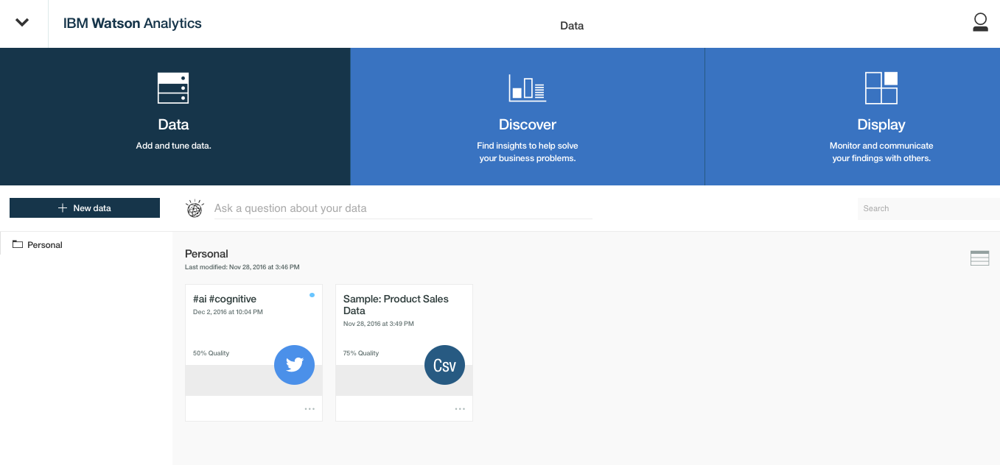 IBM Watson Analytics
Data
Data
Add and tune data.
Discover
Find insights to help solve
your business problems.
Display
Monitor and communicate
your findings with others.
New data
Ask a question about your data
Search
Personal
Personal
Last modified: Nov 28, 2016 at 3:46 PM
#ai #cognitive
Dec 2, 2016 at 10:04 PM
50% Quality
Sample: Product Sales
Data
Nov 28, 2016 at 3:49 PM
75% Quality
Csv